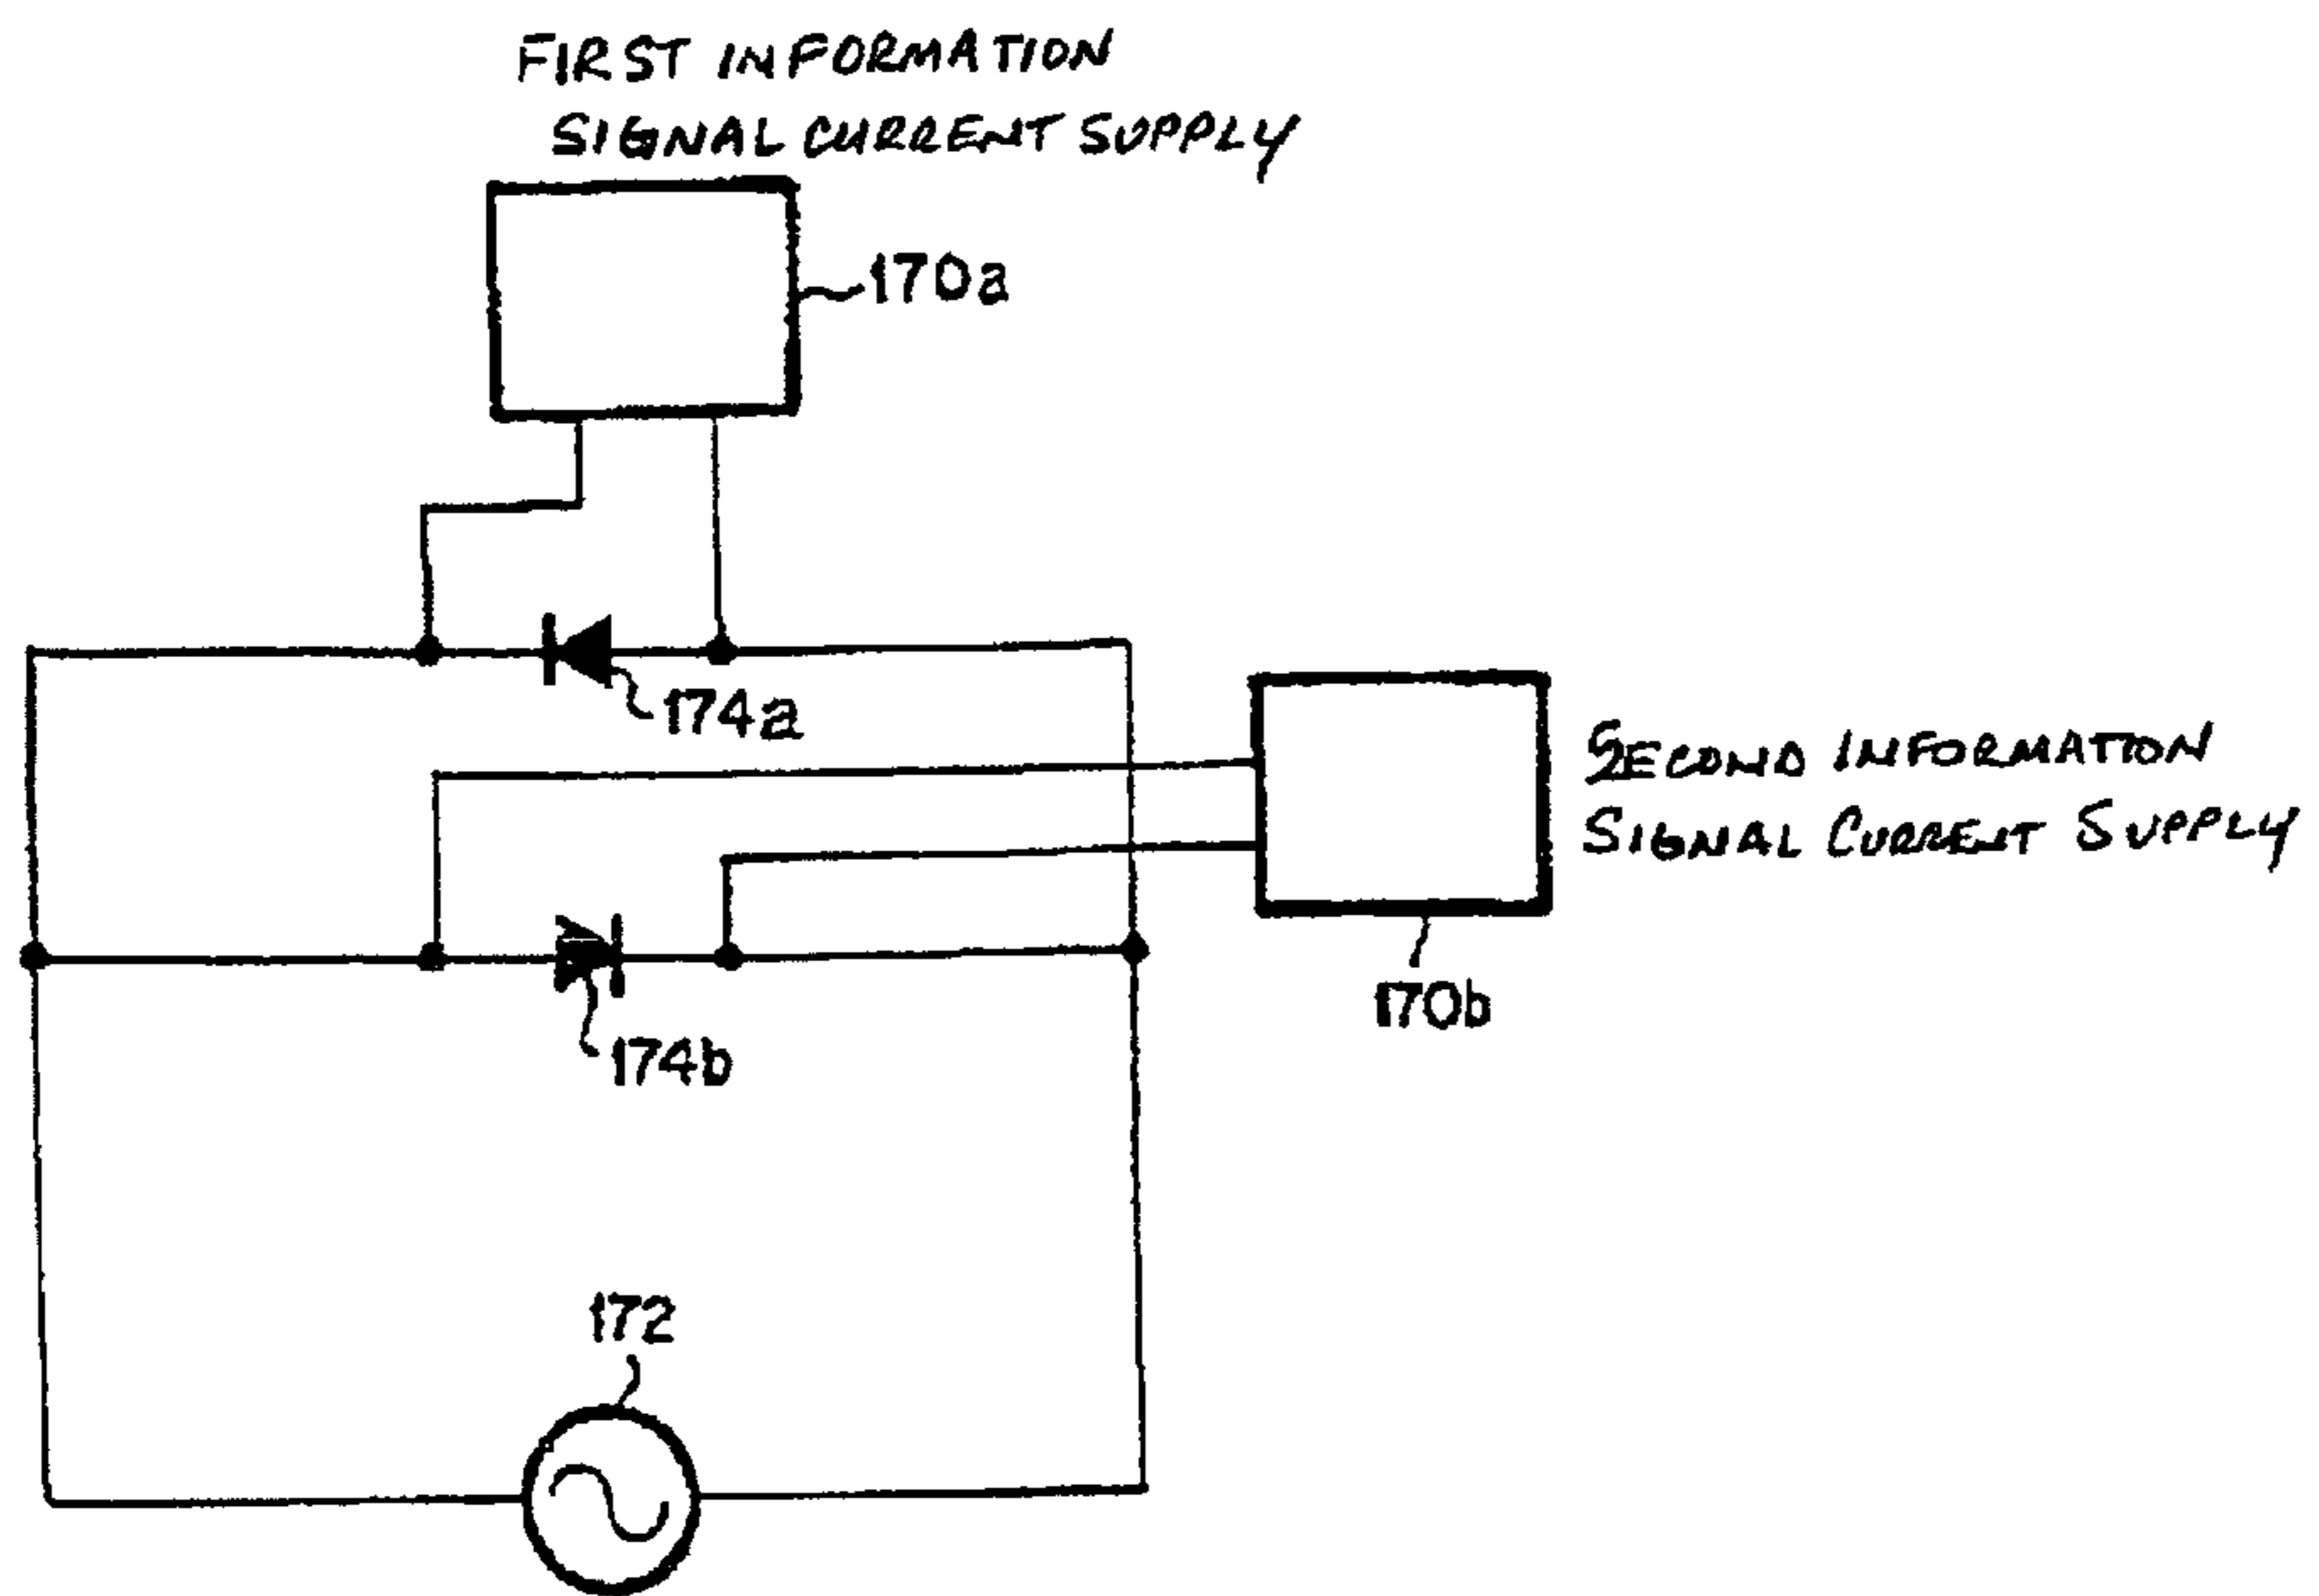 FIRST INFORMATION
SIGNAL CURRENT SUPPLY
170a
174a
SECOND INFORMATION
SIGNAL CURRENT SUPPLY
170b
174b
172